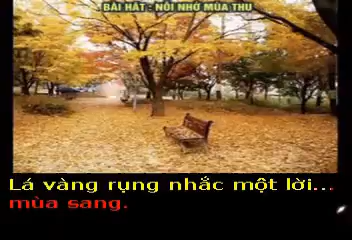 BÀI HÁT : NỖI NHỚ MÙA THU
Lá vàng rụng nhắc một lời...
mùa sang.